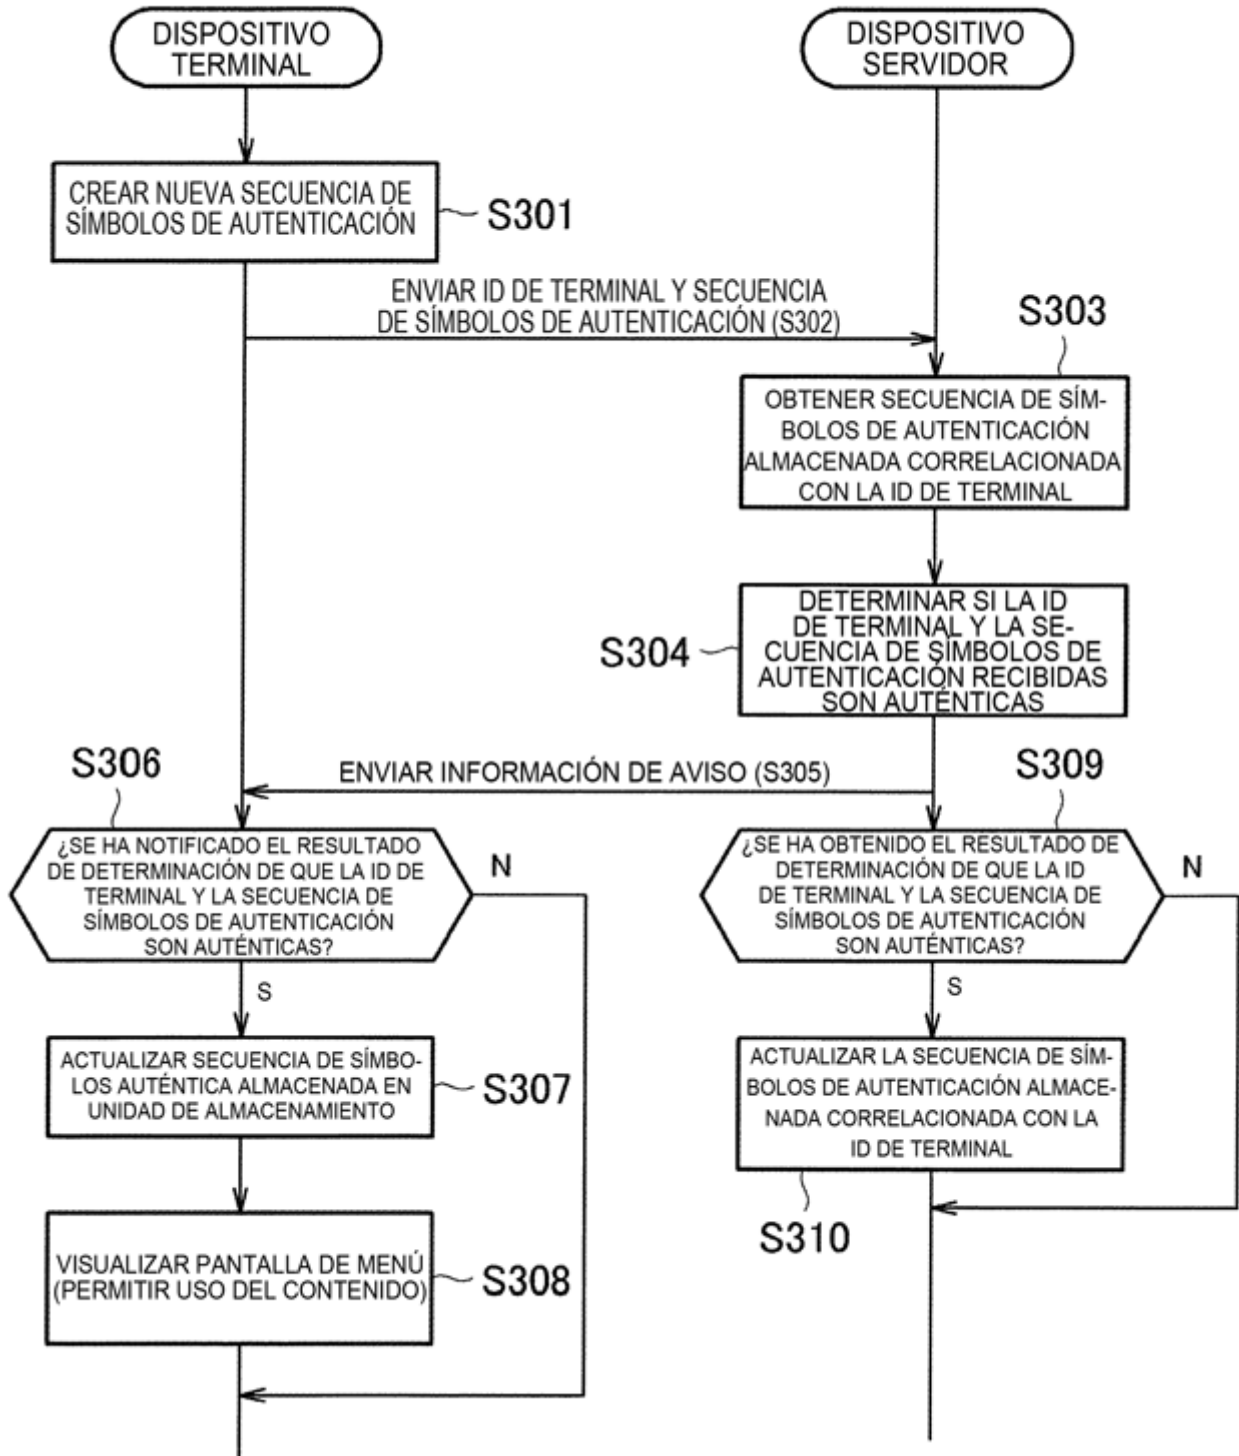 DISPOSITIVO
TERMINAL
DISPOSITIVO
SERVIDOR
CREAR NUEVA SECUENCIA DE
SÍMBOLOS DE AUTENTICACIÓN
S301
ENVIAR ID DE TERMINAL Y SECUENCIA
DE SÍMBOLOS DE AUTENTICACIÓN (S302)
S303
OBTENER SECUENCIA DE SÍM-
BOLOS DE AUTENTICACIÓN
ALMACENADA CORRELACIONADA
CON LA ID DE TERMINAL
S304
DETERMINAR SI LA ID
DE TERMINAL Y LA SE-
CUENCIA DE SÍMBOLOS DE
AUTENTICACIÓN RECIBIDAS
SON AUTÉNTICAS
ENVIAR INFORMACIÓN DE AVISO (S305)
S306
¿SE HA NOTIFICADO EL RESULTADO
DE DETERMINACIÓN DE QUE LA ID DE
TERMINAL Y LA SECUENCIA DE
SÍMBOLOS DE AUTENTICACIÓN
SON AUTÉNTICAS?
N
S
S309
¿SE HA OBTENIDO EL RESULTADO DE
DETERMINACIÓN DE QUE LA ID
DE TERMINAL Y LA SECUENCIA DE
SÍMBOLOS DE AUTENTICACIÓN
SON AUTÉNTICAS?
N
S
ACTUALIZAR SECUENCIA DE SÍMBO-
LOS AUTÉNTICA ALMACENADA EN
UNIDAD DE ALMACENAMIENTO
S307
ACTUALIZAR LA SECUENCIA DE SÍM-
BOLOS DE AUTENTICACIÓN ALMACE-
NADA CORRELACIONADA CON LA
ID DE TERMINAL
S310
VISUALIZAR PANTALLA DE MENÚ
(PERMITIR USO DEL CONTENIDO)
S308